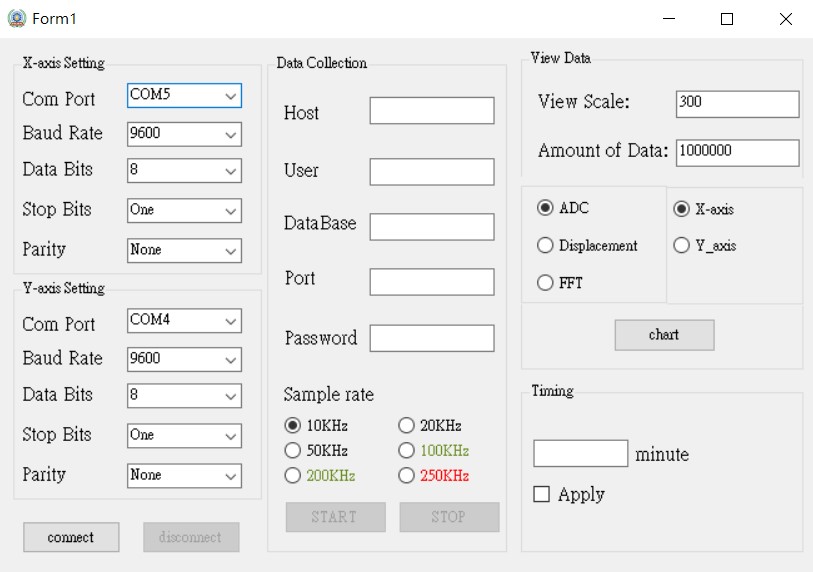 Form1
X-axis Setting
Com Port COM5
Baud Rate 9600
Data Bits 8
Stop Bits One
Parity None
Y-axis Setting
Com Port COM4
Baud Rate 9600
Data Bits 8
Stop Bits One
Parity None
connect disconnect
Data Collection
Host
User
DataBase
Port
Password
Sample rate
10KHz 20KHz
50KHz 100KHz
200KHz 250KHz
START STOP
View Data
View Scale: 300
Amount of Data: 1000000
ADC X-axis
Displacement Y_axis
FFT
chart
Timing
minute
Apply